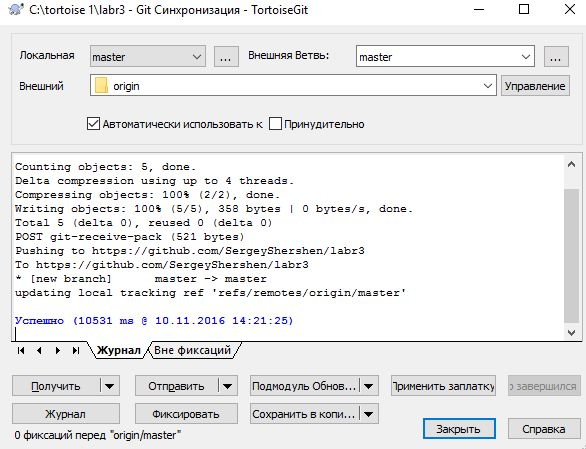 C:\tortoise 1\labr3 - Git Синхронизация - TortoiseGit
Локальная master ... Внешняя Ветвь: master ...
Внешний origin Управление
Автоматически использовать к Принудительно
Counting objects: 5, done.
Delta compression using up to 4 threads.
Compressing objects: 100% (2/2), done.
Writing objects: 100% (5/5), 358 bytes | 0 bytes/s, done.
Total 5 (delta 0), reused 0 (delta 0)
POST git-receive-pack (521 bytes)
Pushing to https://github.com/SergeyShershen/labr3
To https://github.com/SergeyShershen/labr3
* [new branch] master -> master
updating local tracking ref 'refs/remotes/origin/master'
Успешно (10531 ms @ 10.11.2016 14:21:25)
Журнал Вне фиксаций
Получить Отправить Подмодуль Обнов... Применить заплатку завершился
Журнал Фиксировать Сохранить в копи...
Закрыть Справка
0 фиксаций перед "origin/master"